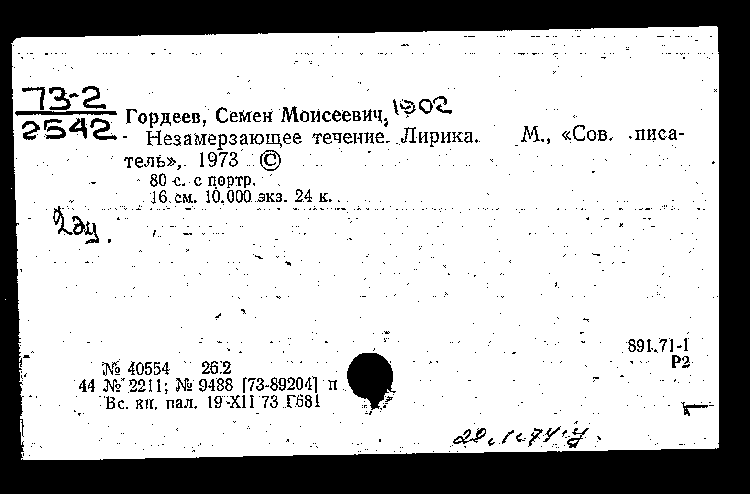 73-2
2542
Гордеев, Семен Моисеевич, 1902
Незамерзающее течение. Лирика. М., «Сов. писа-
тель», 1973 ©
80 с. с портр.
16 см. 10.000 экз. 24 к.
2ау.
891.71-1
Р2
№ 40554 26.2
44 № 2211; № 9488 [73-89204] п
Вс. кн. пал. 19-XII 73 Г681